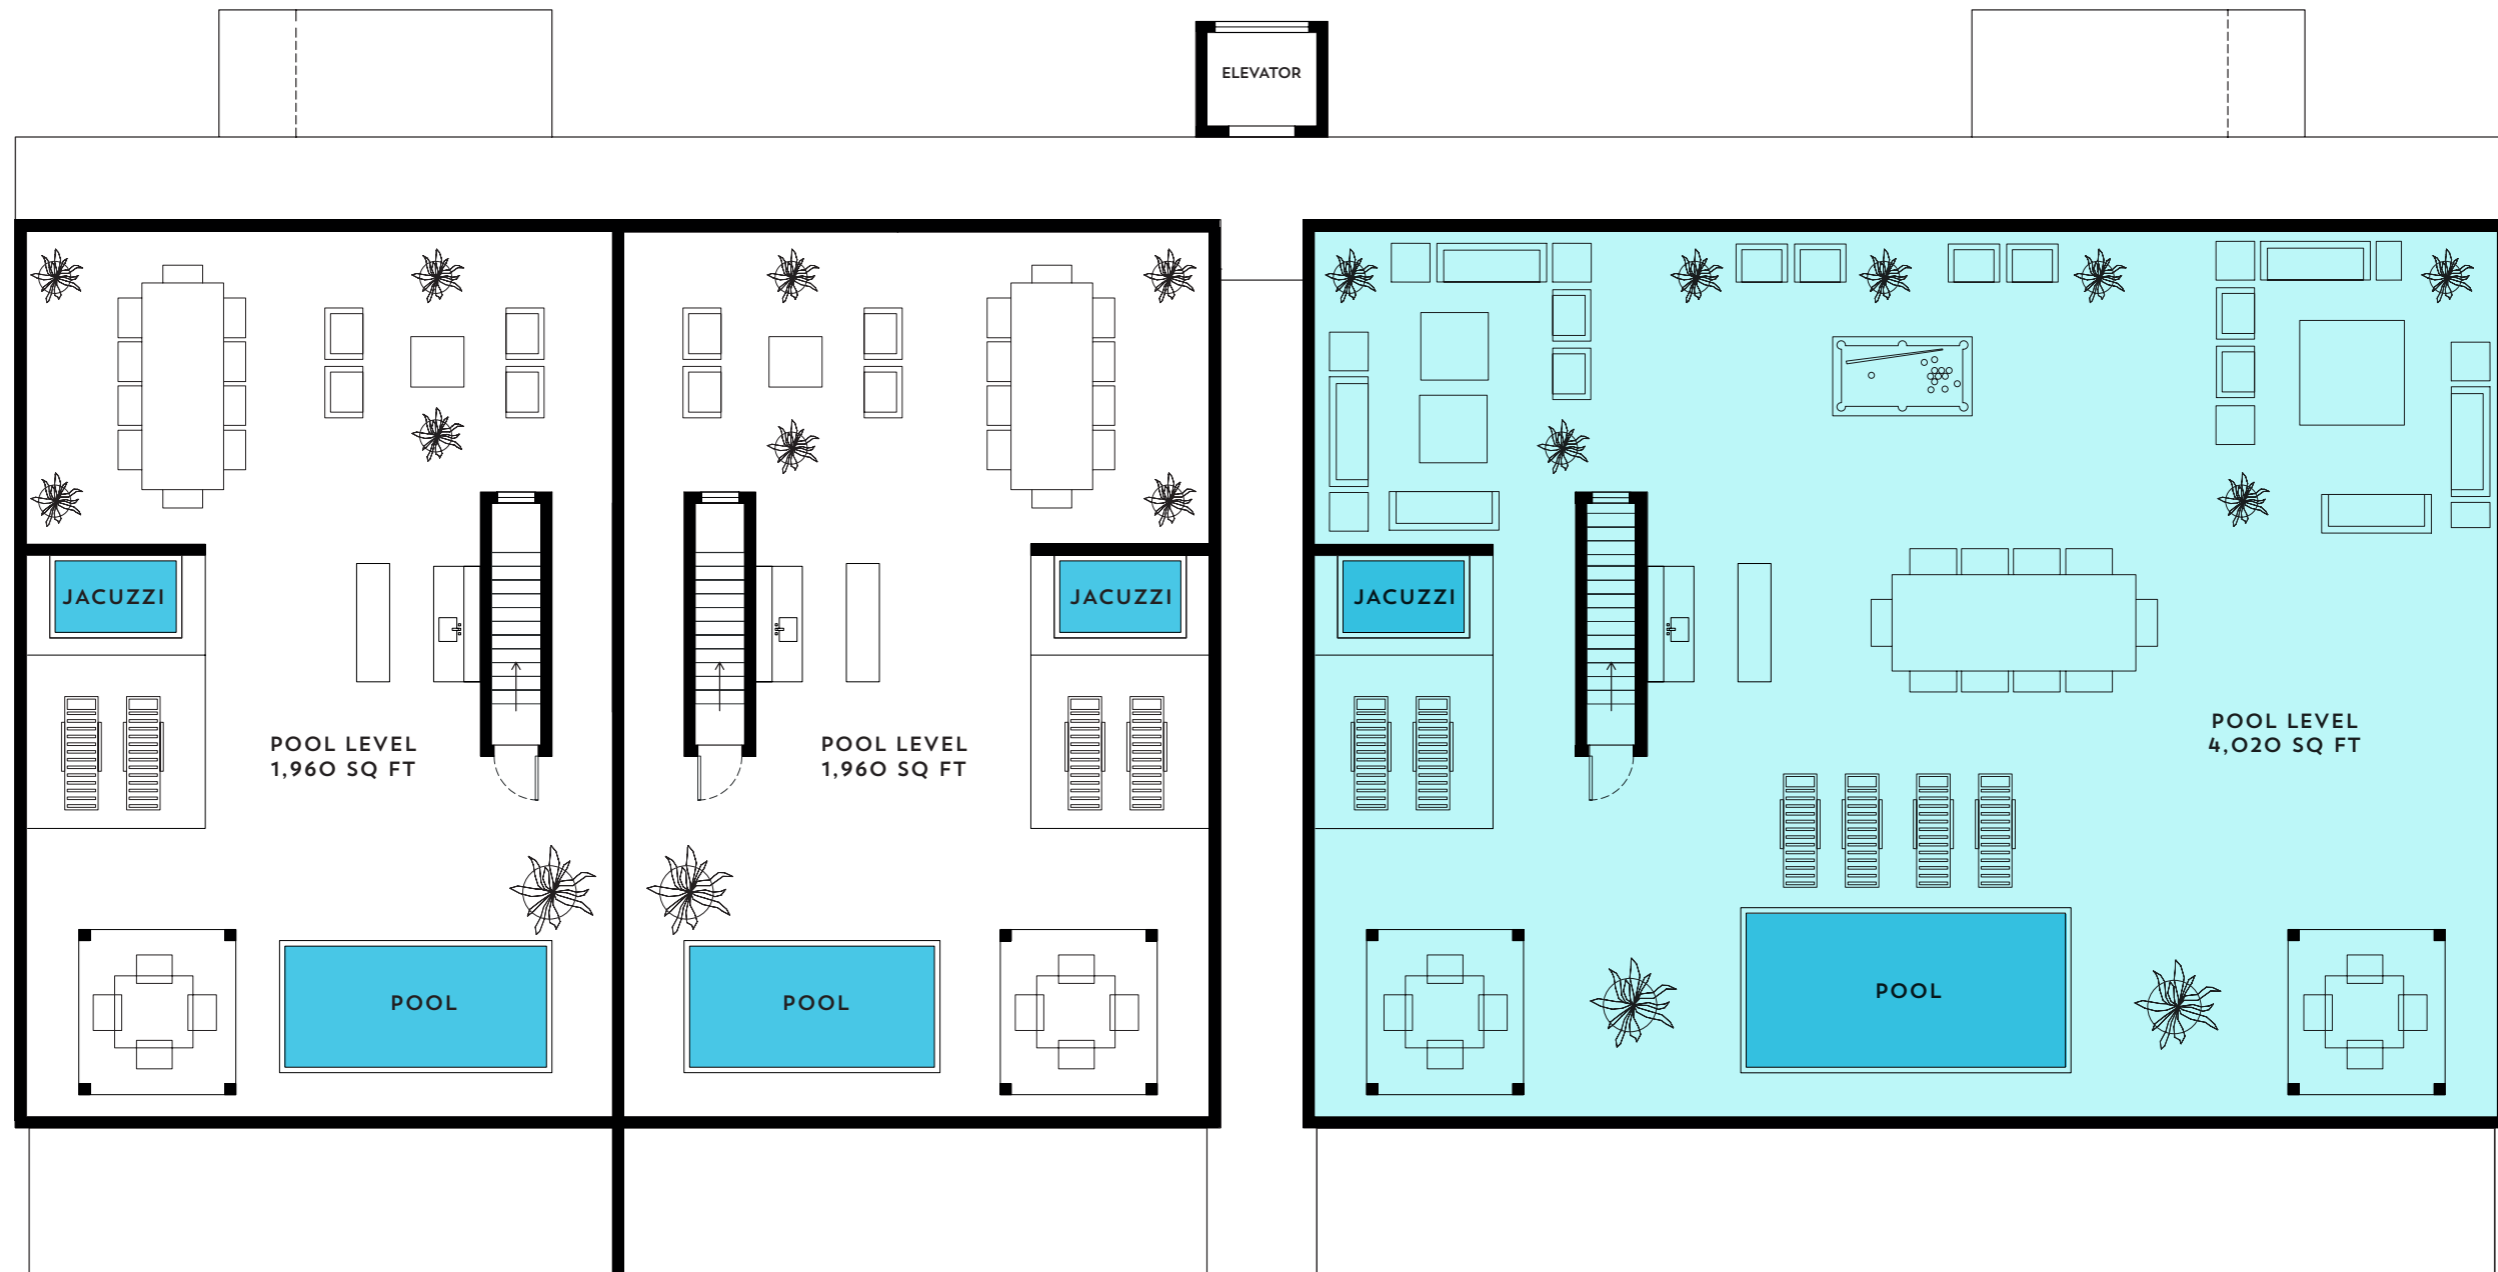 ELEVATOR
JACUZZI
JACUZZI
JACUZZI
POOL LEVEL
1,960 SQ FT
POOL LEVEL
1,960 SQ FT
POOL LEVEL
4,020 SQ FT
POOL
POOL
POOL